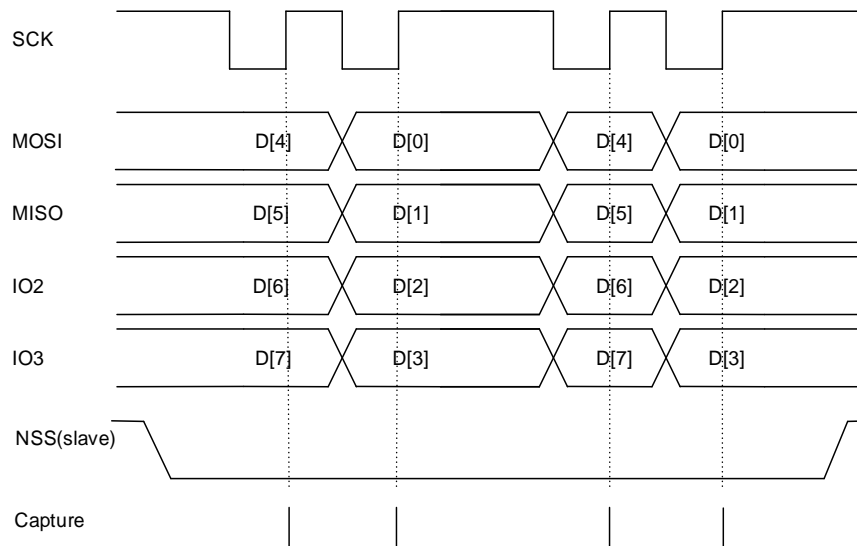 SCK
MOSI D[4] D[0] D[4] D[0]
MISO D[5] D[1] D[5] D[1]
IO2 D[6] D[2] D[6] D[2]
IO3 D[7] D[3] D[7] D[3]
NSS(slave)
Capture